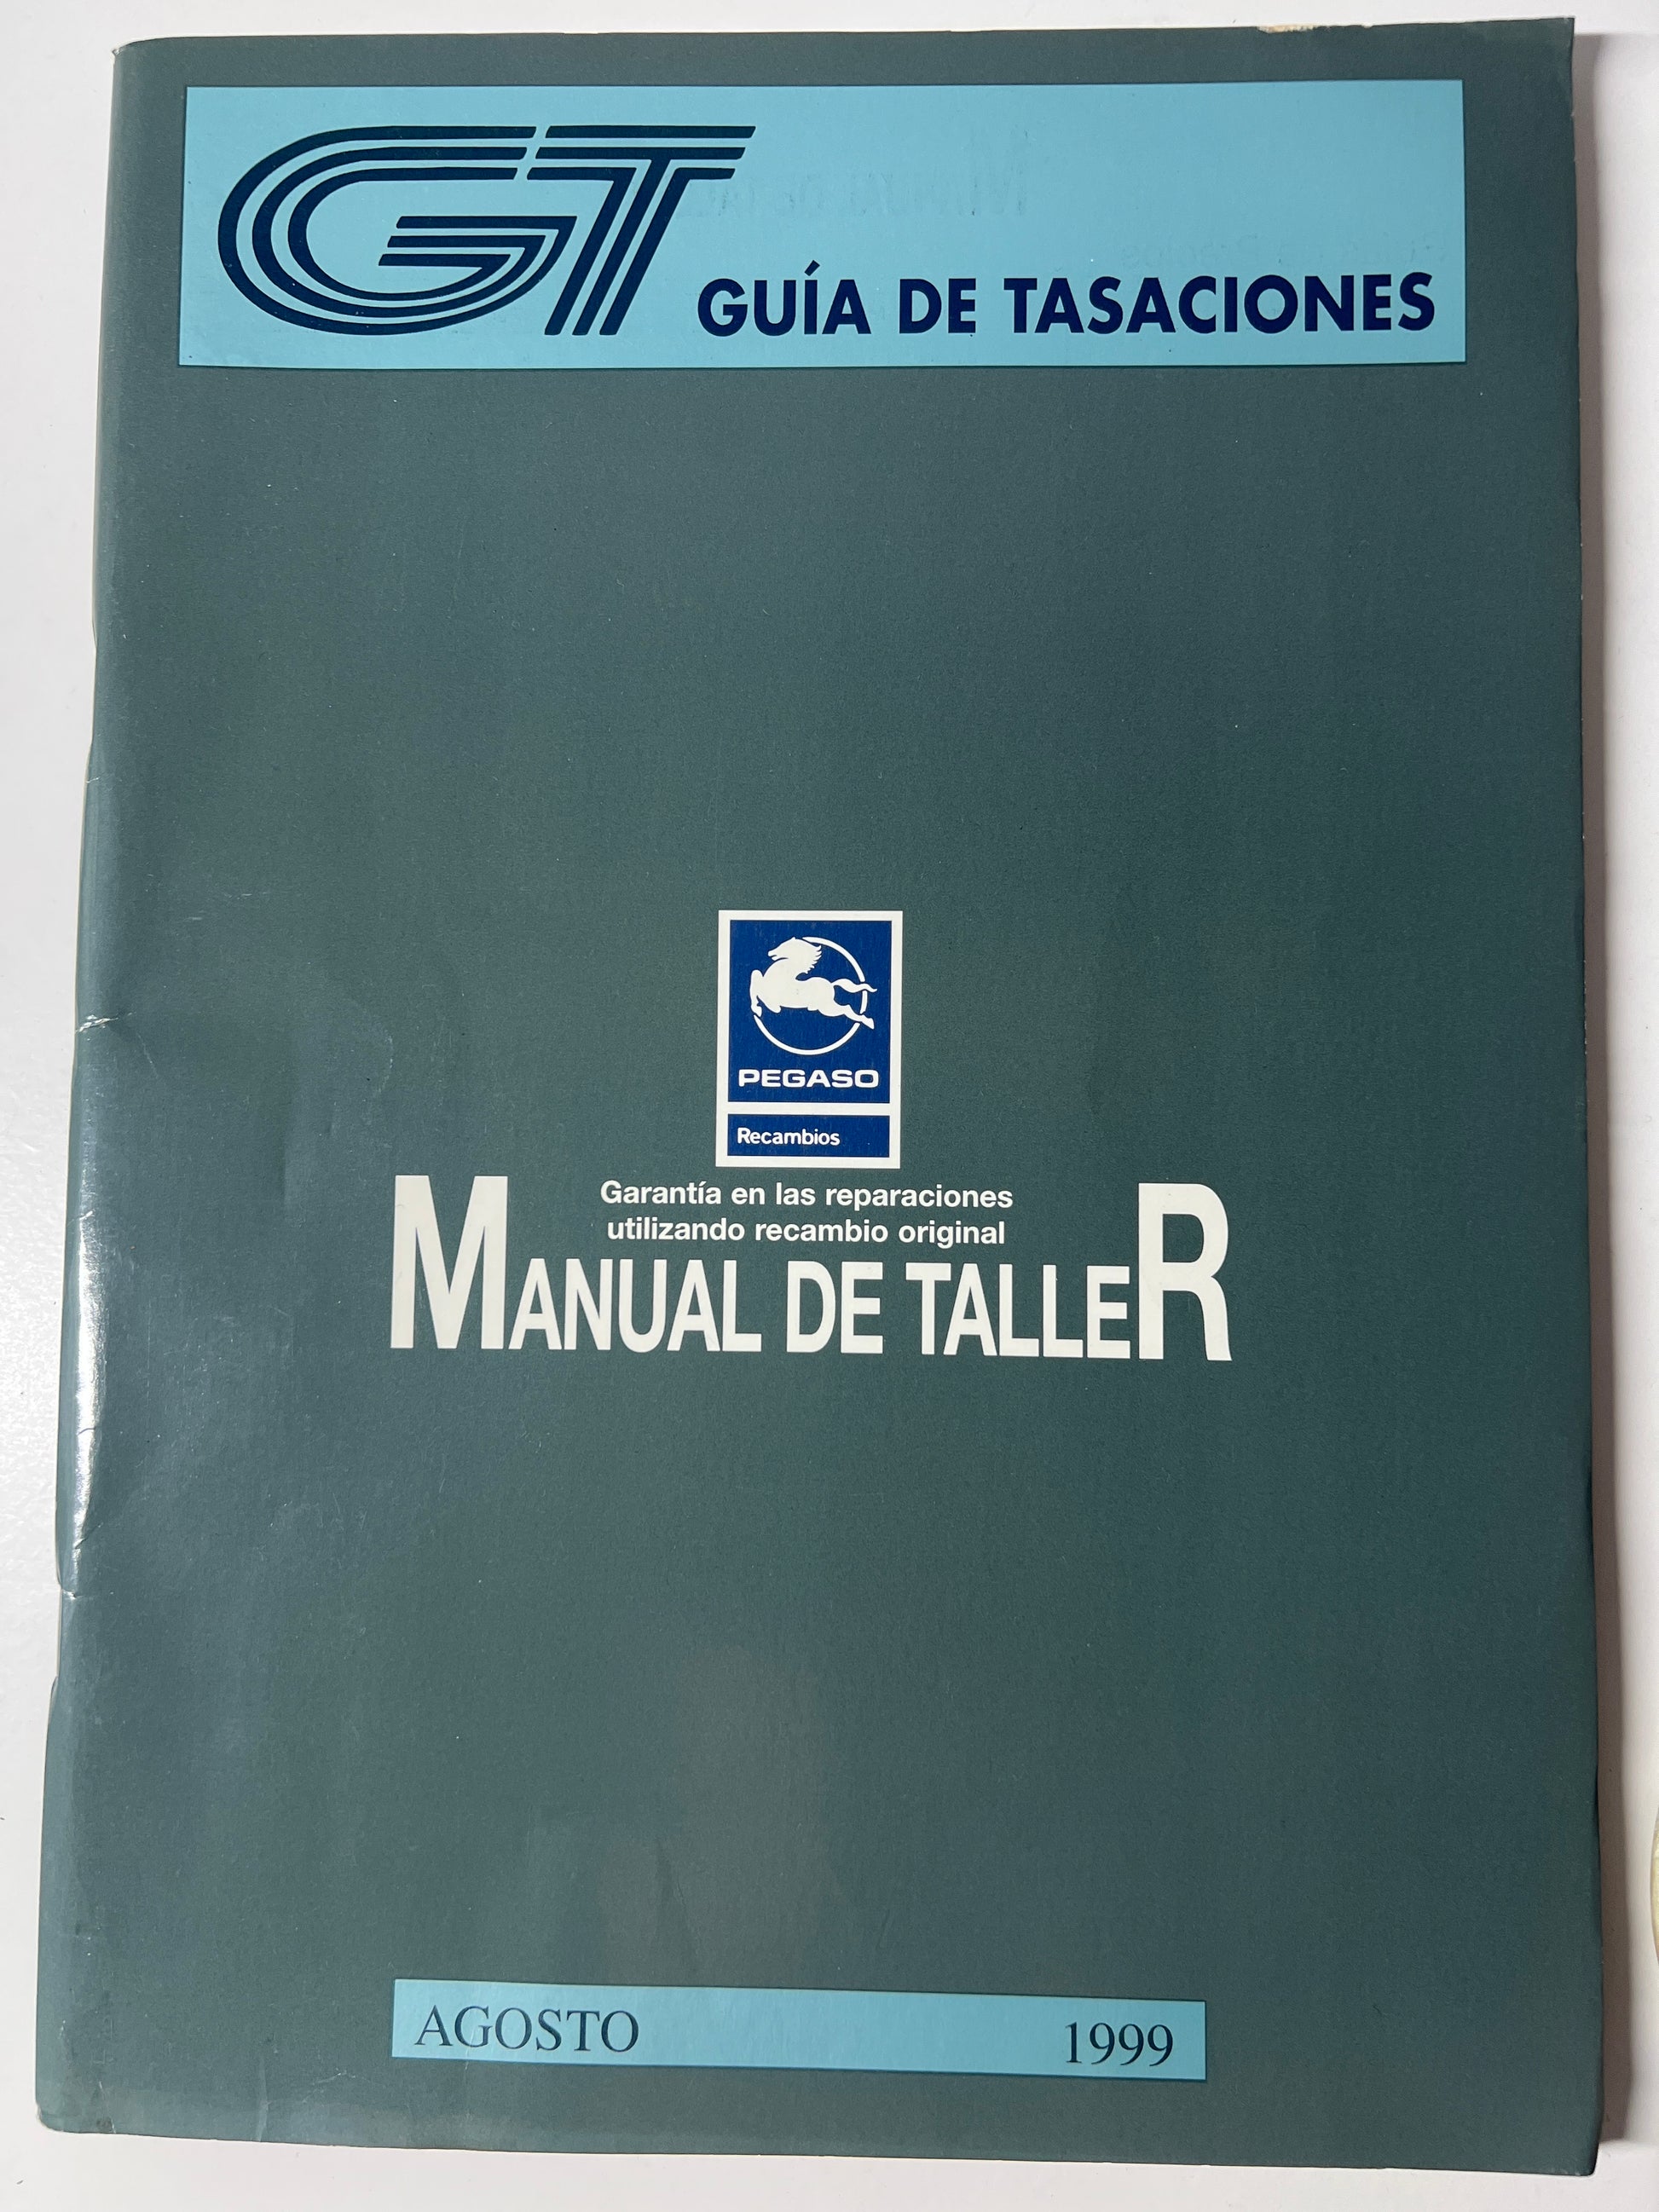 GT GUÍA DE TASACIONES
PEGASO
Recambios
Garantía en las reparaciones
utilizando recambio original
MANUAL DE TALLER
AGOSTO 1999